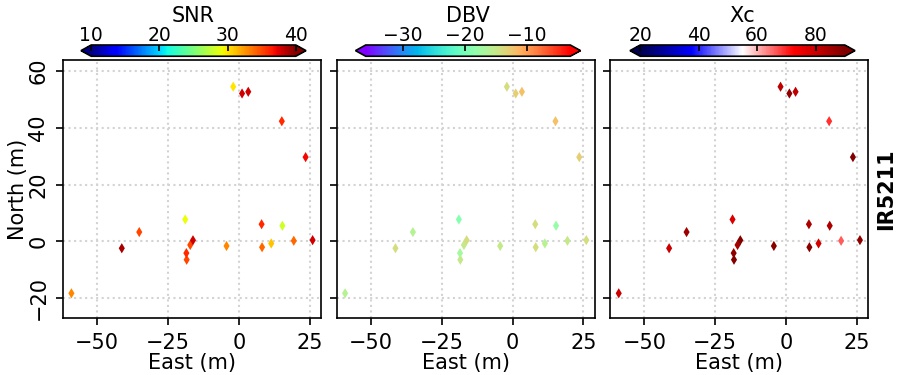 SNR DBV Xc
10 20 30 40 −30 −20 −10 20 40 60 80
North (m)
60
40
20
0
−20
−50 −25 0 25 −50 −25 0 25 −50 −25 0 25
East (m) East (m) East (m)
IR5211